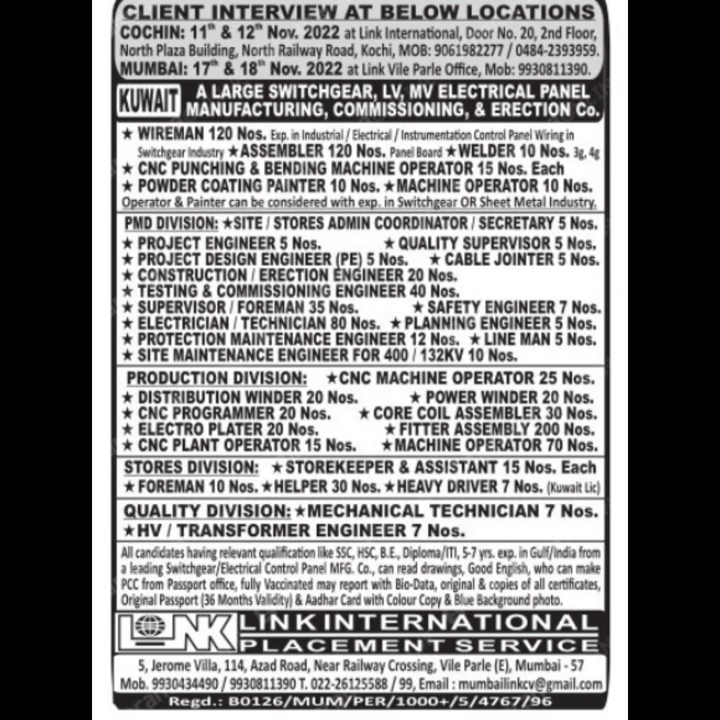 CLIENT INTERVIEW AT BELOW LOCATIONS
COCHIN: 11th & 12th Nov. 2022 at Link International, Door No. 20, 2nd Floor,
North Plaza Building, North Railway Road, Kochi, MOB: 9061982277 / 0484-2393959.
MUMBAI: 17th & 18th Nov. 2022 at Link Vile Parle Office, Mob: 9930811390.
KUWAIT A LARGE SWITCHGEAR, LV, MV ELECTRICAL PANEL
MANUFACTURING, COMMISSIONING, & ERECTION Co.
★ WIREMAN 120 Nos. Exp. in Industrial / Electrical / Instrumentation Control Panel Wiring in
Switchgear Industry ★ ASSEMBLER 120 Nos. Panel Board ★ WELDER 10 Nos. 3g, 4g
★ CNC PUNCHING & BENDING MACHINE OPERATOR 15 Nos. Each
★ POWDER COATING PAINTER 10 Nos. ★ MACHINE OPERATOR 10 Nos.
Operator & Painter can be considered with exp. in Switchgear OR Sheet Metal Industry.
PMD DIVISION: ★ SITE / STORES ADMIN COORDINATOR / SECRETARY 5 Nos.
★ PROJECT ENGINEER 5 Nos. ★ QUALITY SUPERVISOR 5 Nos.
★ PROJECT DESIGN ENGINEER (PE) 5 Nos. ★ CABLE JOINTER 5 Nos.
★ CONSTRUCTION / ERECTION ENGINEER 20 Nos.
★ TESTING & COMMISSIONING ENGINEER 40 Nos.
★ SUPERVISOR / FOREMAN 35 Nos. ★ SAFETY ENGINEER 7 Nos.
★ ELECTRICIAN / TECHNICIAN 80 Nos. ★ PLANNING ENGINEER 5 Nos.
★ PROTECTION MAINTENANCE ENGINEER 12 Nos. ★ LINE MAN 5 Nos.
★ SITE MAINTENANCE ENGINEER FOR 400 / 132KV 10 Nos.
PRODUCTION DIVISION: ★ CNC MACHINE OPERATOR 25 Nos.
★ DISTRIBUTION WINDER 20 Nos. ★ POWER WINDER 20 Nos.
★ CNC PROGRAMMER 20 Nos. ★ CORE COIL ASSEMBLER 30 Nos.
★ ELECTRO PLATER 20 Nos. ★ FITTER ASSEMBLY 200 Nos.
★ CNC PLANT OPERATOR 15 Nos. ★ MACHINE OPERATOR 70 Nos.
STORES DIVISION: ★ STOREKEEPER & ASSISTANT 15 Nos. Each
★ FOREMAN 10 Nos. ★ HELPER 30 Nos. ★ HEAVY DRIVER 7 Nos. (Kuwait Lic)
QUALITY DIVISION: ★ MECHANICAL TECHNICIAN 7 Nos.
★ HV / TRANSFORMER ENGINEER 7 Nos.
All candidates having relevant qualification like SSC, HSC, B.E., Diploma/ITI, 5-7 yrs. exp. in Gulf/India from
a leading Switchgear/Electrical Control Panel MFG. Co., can read drawings, Good English, who can make
PCC from Passport office, fully Vaccinated may report with Bio-Data, original & copies of all certificates,
Original Passport (36 Months Validity) & Aadhar Card with Colour Copy & Blue Background photo.
LINK LINK INTERNATIONAL
PLACEMENT SERVICE
5, Jerome Villa, 114, Azad Road, Near Railway Crossing, Vile Parle (E), Mumbai - 57
Mob. 9930434490 / 9930811390 T. 022-26125588 / 99, Email : mumbailinkcv@gmail.com
Regd.: B0126/MUM/PER/1000+/5/4767/96